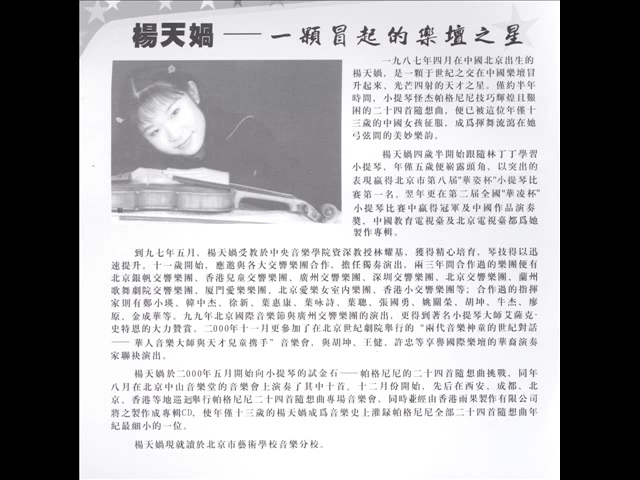 楊天媧——一顆冒起的樂壇之星
一九八七年四月在中國北京出生的
楊天媧，是一顆于世紀之交在中國樂壇冒
升起來、光芒四射的天才之星。僅約半年
時間，小提琴怪杰帕格尼尼技巧輝煌且艱
困的二十四首隨想曲，便已被這位年僅十
三歲的中國女孩征服，成爲揮舞流瀉在她
弓弦間的美妙樂韵。
楊天媧四歲半開始跟隨林丁丁學習
小提琴，年僅五歲便嶄露頭角，以突出的
表現贏得北京市第八届"華姿杯"小提琴比
賽第一名，翌年更在第二届全國"華凌杯"
小提琴比賽中贏得冠軍及中國作品演奏
獎，中國教育電視臺及北京電視臺都爲她
製作專輯。
到九七年五月，楊天媧受教於中央音樂學院資深教授林耀基，獲得精心培育，琴技得以迅
速提升。十一歲開始，應邀與各大交響樂團合作，擔任獨奏演出，兩三年間合作過的樂團便有
北京銀帆交響樂團、香港兒童交響樂團、廣州交響樂團、深圳交響樂團、北京交響樂團、蘭州
歌舞劇院交響樂團、厦門愛樂樂團、北京愛樂女室内樂團、香港小交響樂團等；合作過的指揮
家則有鄭小瑛、韓中杰、徐新、葉惠康、葉咏詩、葉聰、張國勇、姚關榮、胡坤、牛杰、廖
原、金成華等。九九年北京國際音樂節與廣州交響樂團的演出，更得到著名小提琴大師艾薩克·
史特恩的大力贊賞。二000年十一月更參加了在北京世紀劇院舉行的"兩代音樂神童的世紀對話
——華人音樂大師與天才兒童携手"音樂會，與胡坤、王健、許忠等享譽國際樂壇的華裔演奏
家聯袂演出。
楊天媧於二000年五月開始向小提琴的試金石——帕格尼尼的二十四首隨想曲挑戰，同年
八月在北京中山音樂堂的音樂會上演奏了其中十首。十二月份開始，先后在西安、成都、北
京、香港等地巡迴舉行帕格尼尼二十四首隨想曲專場音樂會，同時並經由香港雨果製作有限公司
將之製作成專輯CD，使年僅十三歲的楊天媧成爲音樂史上灌録帕格尼尼全部二十四首隨想曲年
紀最細小的一位。
楊天媧現就讀於北京市藝術學校音樂分校。